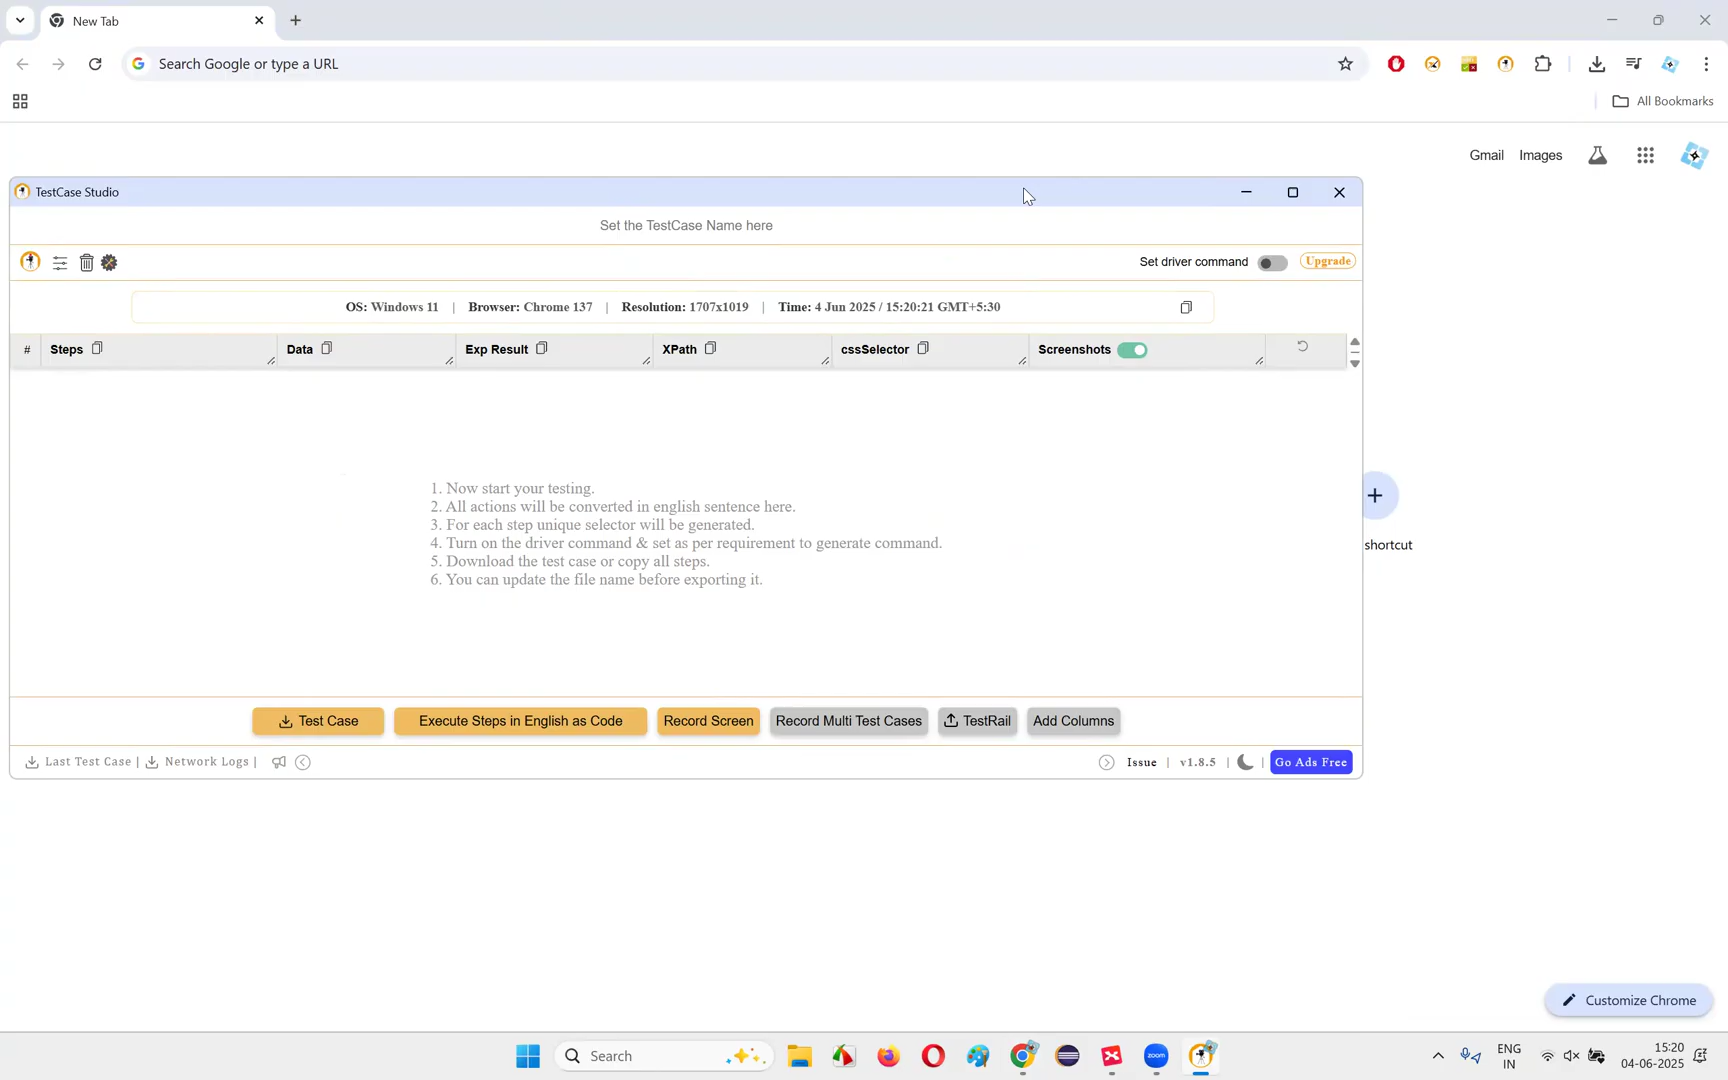 New Tab
Search Google or type a URL
All Bookmarks
Gmail Images
TestCase Studio
Set the TestCase Name here
Set driver command Upgrade
OS: Windows 11 | Browser: Chrome 137 | Resolution: 1707x1019 | Time: 4 Jun 2025 / 15:20:21 GMT+5:30
# Steps Data Exp Result XPath cssSelector Screenshots
1. Now start your testing.
2. All actions will be converted in english sentence here.
3. For each step unique selector will be generated.
4. Turn on the driver command & set as per requirement to generate command.
5. Download the test case or copy all steps.
6. You can update the file name before exporting it.
shortcut
Test Case Execute Steps in English as Code Record Screen Record Multi Test Cases TestRail Add Columns
Last Test Case | Network Logs | Issue | v1.8.5 | | Go Ads Free
Customize Chrome
Search
zoom
ENG
IN
15:20
04-06-2025